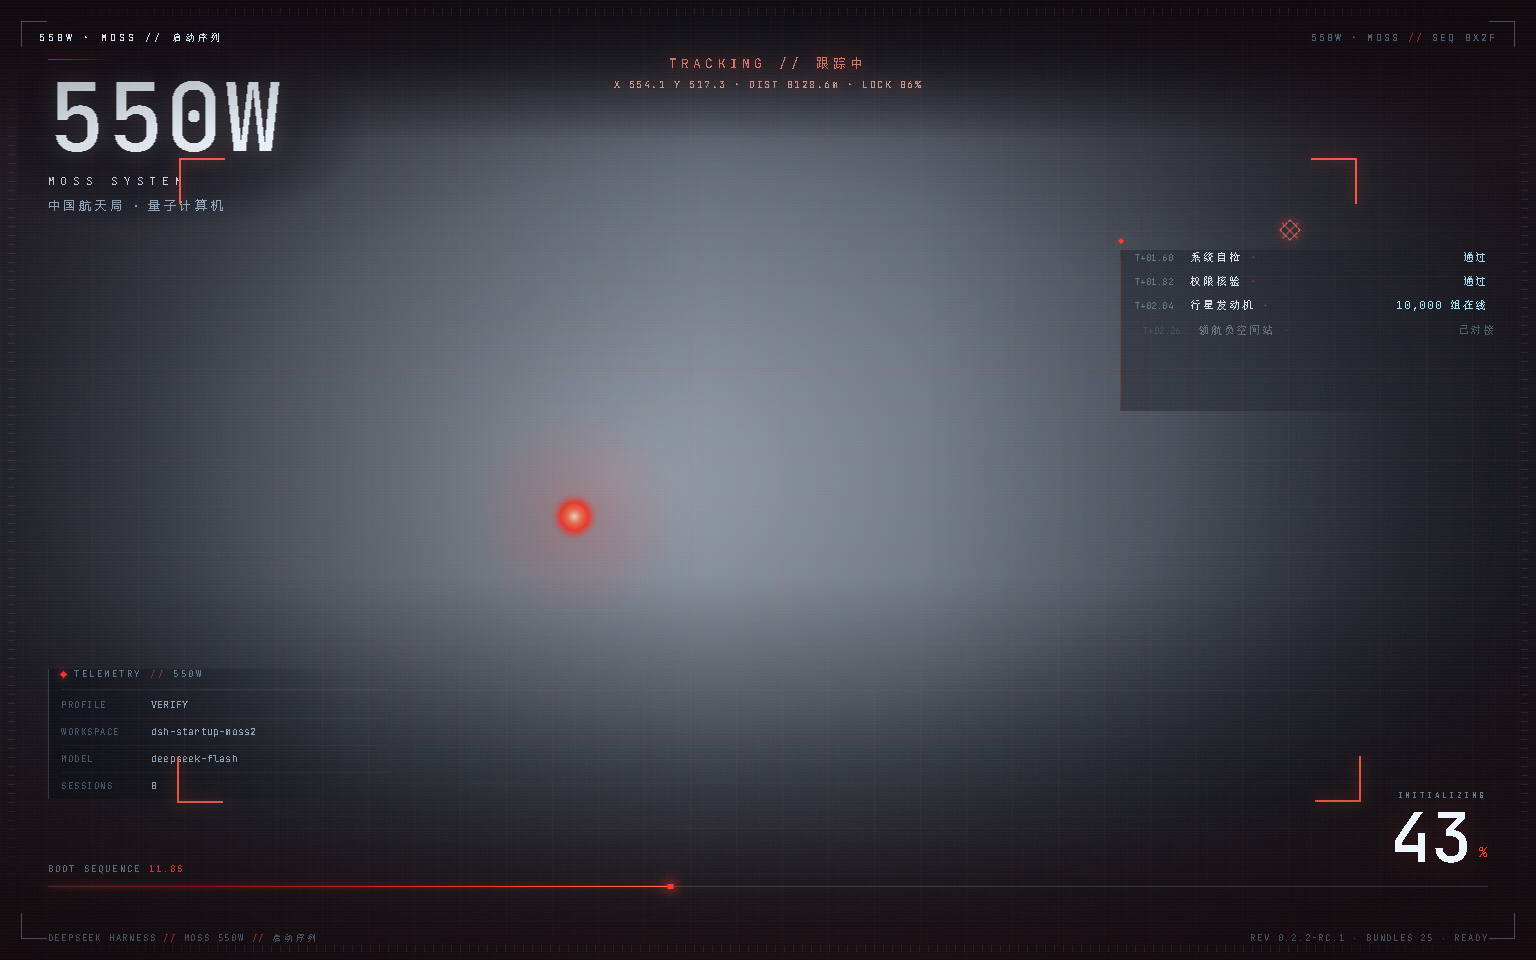 550W · MOSS // 启动序列
550W · MOSS // SEQ 0X2F
TRACKING // 跟踪中
X 554.1 Y 517.3 · DIST 8128.6m · LOCK 86%
550W
MOSS SYSTEM
中国航天局 · 量子计算机
T+01.60 系统自检 · 通过
T+01.82 权限核验 · 通过
T+02.04 行星发动机 · 10,000 组在线
T+02.26 领航员空间站 · 已对接
TELEMETRY // 550W
PROFILE VERIFY
WORKSPACE dsh-startup-moss2
MODEL deepseek-flash
SESSIONS 8
INITIALIZING
43 %
BOOT SEQUENCE 11.8S
DEEPSEEK HARNESS // MOSS 550W // 启动序列
REV 0.2.2-RC.1 · BUNDLES 25 · READY